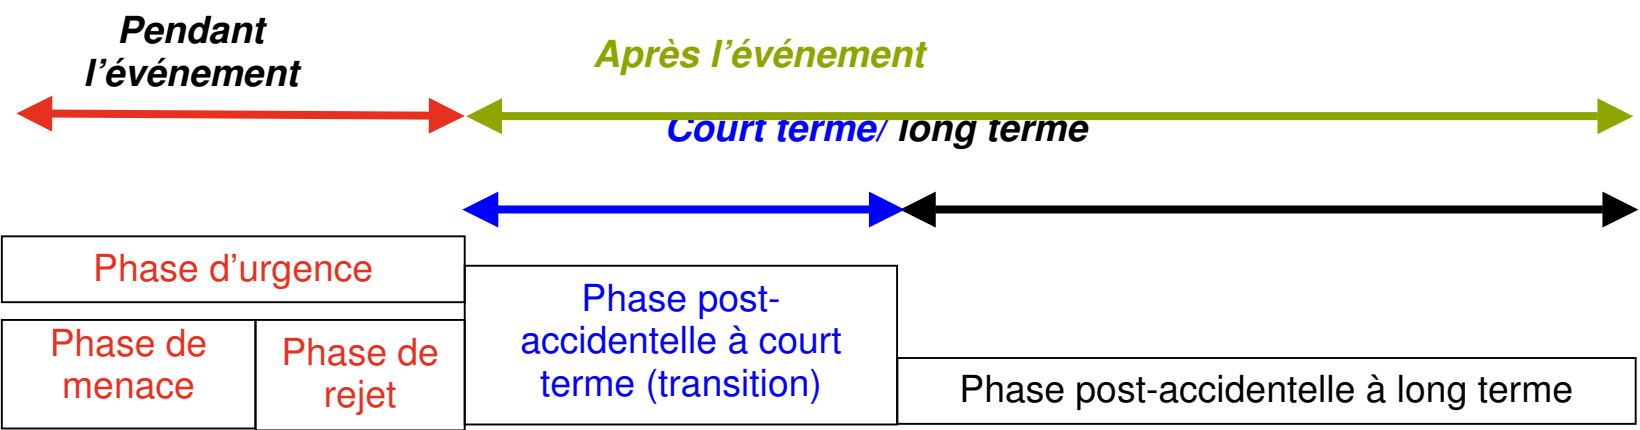 Pendant
l’événement
Après l’événement
Court terme/ long terme
Phase d’urgence
Phase de
menace
Phase de
rejet
Phase post-
accidentelle à court
terme (transition)
Phase post-accidentelle à long terme